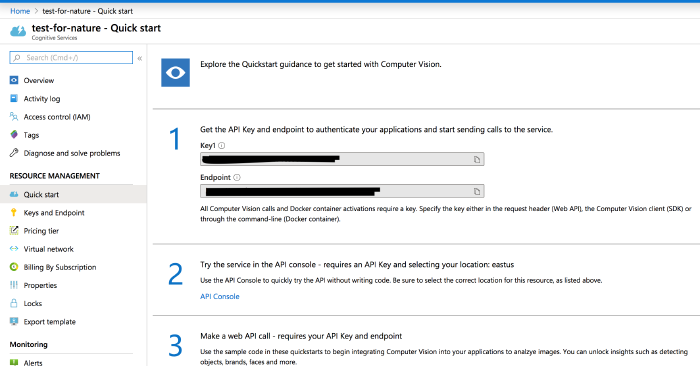 Home > test-for-nature - Quick start
test-for-nature - Quick start
Cognitive Services
Search (Cmd+/)
«
Overview
Activity log
Access control (IAM)
Tags
Diagnose and solve problems
RESOURCE MANAGEMENT
Quick start
Keys and Endpoint
Pricing tier
Virtual network
Billing By Subscription
Properties
Locks
Export template
Monitoring
Alerts
Explore the Quickstart guidance to get started with Computer Vision.
1
Get the API Key and endpoint to authenticate your applications and start sending calls to the service.
Key1
Endpoint
All Computer Vision calls and Docker container activations require a key. Specify the key either in the request header (Web API), the Computer Vision client (SDK) or
through the command-line (Docker container).
2
Try the service in the API console - requires an API Key and selecting your location: eastus
Use the API Console to quickly try the API without writing code. Be sure to select the correct location for this resource, as listed above.
API Console
3
Make a web API call - requires your API Key and endpoint
Use the sample code in these quickstarts to begin integrating Computer Vision into your applications to analzye images. You can unlock insights such as detecting
objects, brands, faces and more.